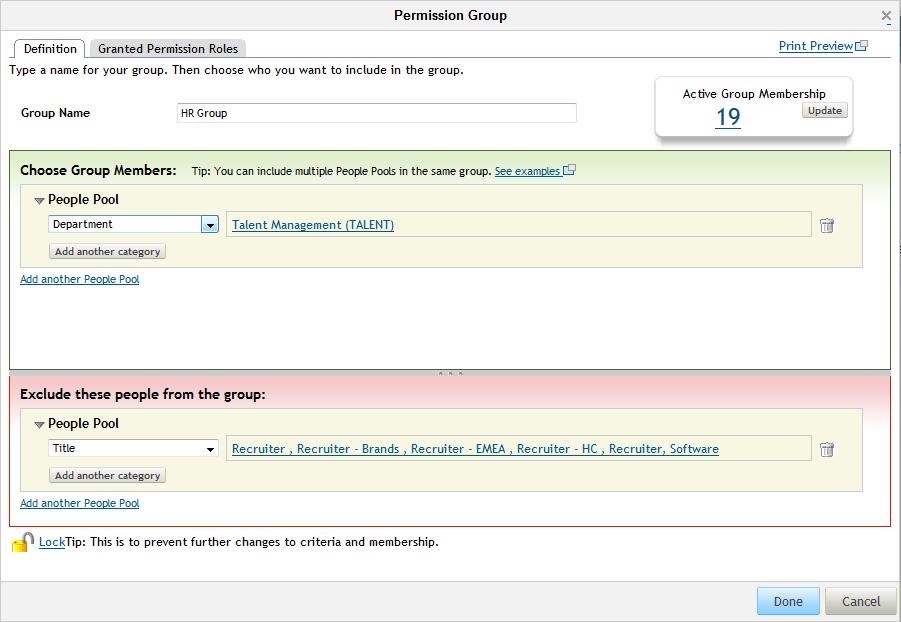 Permission Group
Definition Granted Permission Roles Print Preview
Type a name for your group. Then choose who you want to include in the group.
Active Group Membership
Group Name HR Group 19 Update
Choose Group Members: Tip: You can include multiple People Pools in the same group. See examples
People Pool
Department Talent Management (TALENT)
Add another category
Add another People Pool
Exclude these people from the group:
People Pool
Title Recruiter , Recruiter - Brands , Recruiter - EMEA , Recruiter - HC , Recruiter, Software
Add another category
Add another People Pool
LockTip: This is to prevent further changes to criteria and membership.
Done Cancel